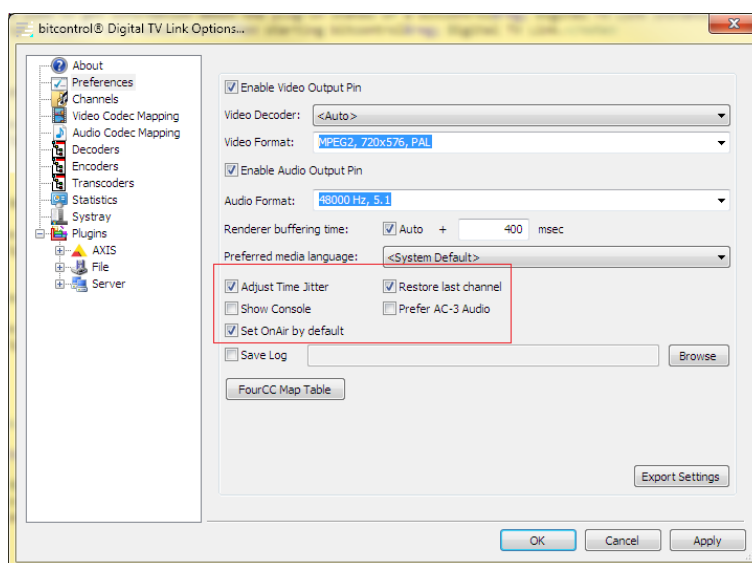 bitcontrol® Digital TV Link Options...
About
Preferences
Channels
Video Codec Mapping
Audio Codec Mapping
Decoders
Encoders
Transcoders
Statistics
Systray
Plugins
AXIS
File
Server
Enable Video Output Pin
Video Decoder: <Auto>
Video Format: MPEG2, 720x576, PAL
Enable Audio Output Pin
Audio Format: 48000 Hz, 5.1
Renderer buffering time: Auto + 400 msec
Preferred media language: <System Default>
Adjust Time Jitter Restore last channel
Show Console Prefer AC-3 Audio
Set OnAir by default
Save Log Browse
FourCC Map Table
Export Settings
OK Cancel Apply